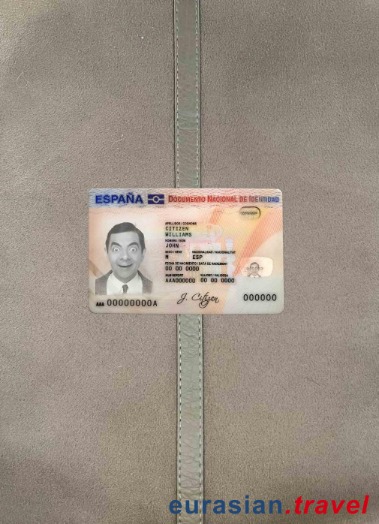 ESPAÑA DOCUMENTO NACIONAL DE IDENTIDAD
CITIZEN
WILLIAMS
JOHN
M ESP
00 00 0000
AAA000000 00 00 0000
AAA 00000000A J. Citizen 000000
eurasian.travel